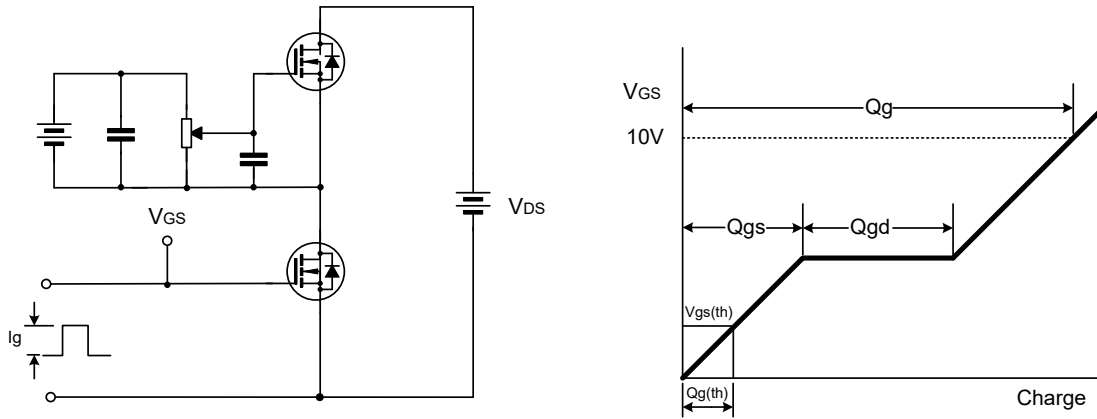 VGS
Ig
VDS
VGS
10V
Qg
Qgs
Qgd
Vgs(th)
Qg(th)
Charge